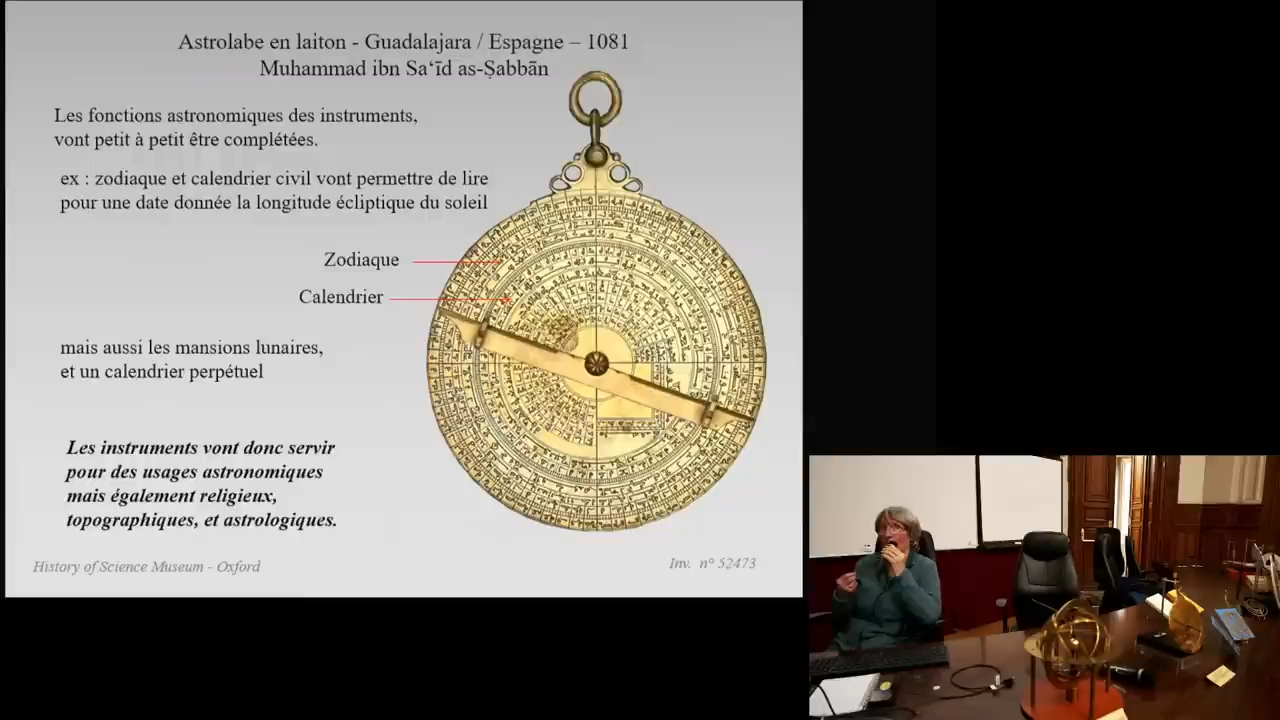 Astrolabe en laiton - Guadalajara / Espagne – 1081
Muhammad ibn Sa‘īd as-Ṣabbān
Les fonctions astronomiques des instruments,
vont petit à petit être complétées.
ex : zodiaque et calendrier civil vont permettre de lire
pour une date donnée la longitude écliptique du soleil
Zodiaque
Calendrier
mais aussi les mansions lunaires,
et un calendrier perpétuel
Les instruments vont donc servir
pour des usages astronomiques
mais également religieux,
topographiques, et astrologiques.
History of Science Museum - Oxford
Inv. n° 52473